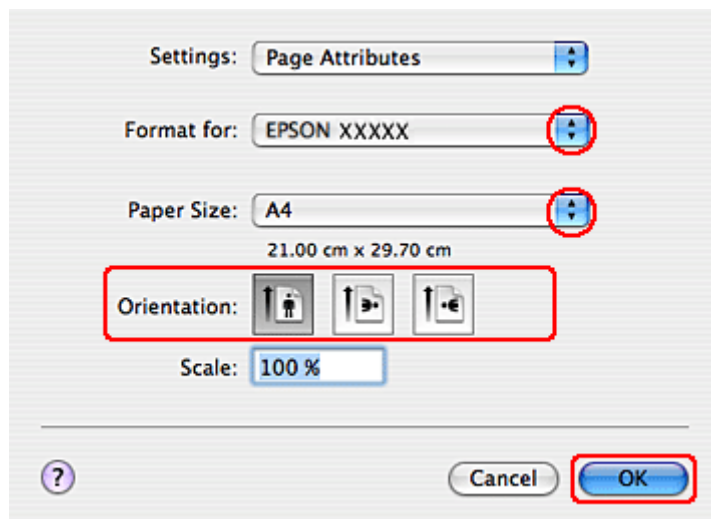 Settings: Page Attributes
Format for: EPSON XXXXX
Paper Size: A4
21.00 cm x 29.70 cm
Orientation:
Scale: 100 %
? Cancel OK